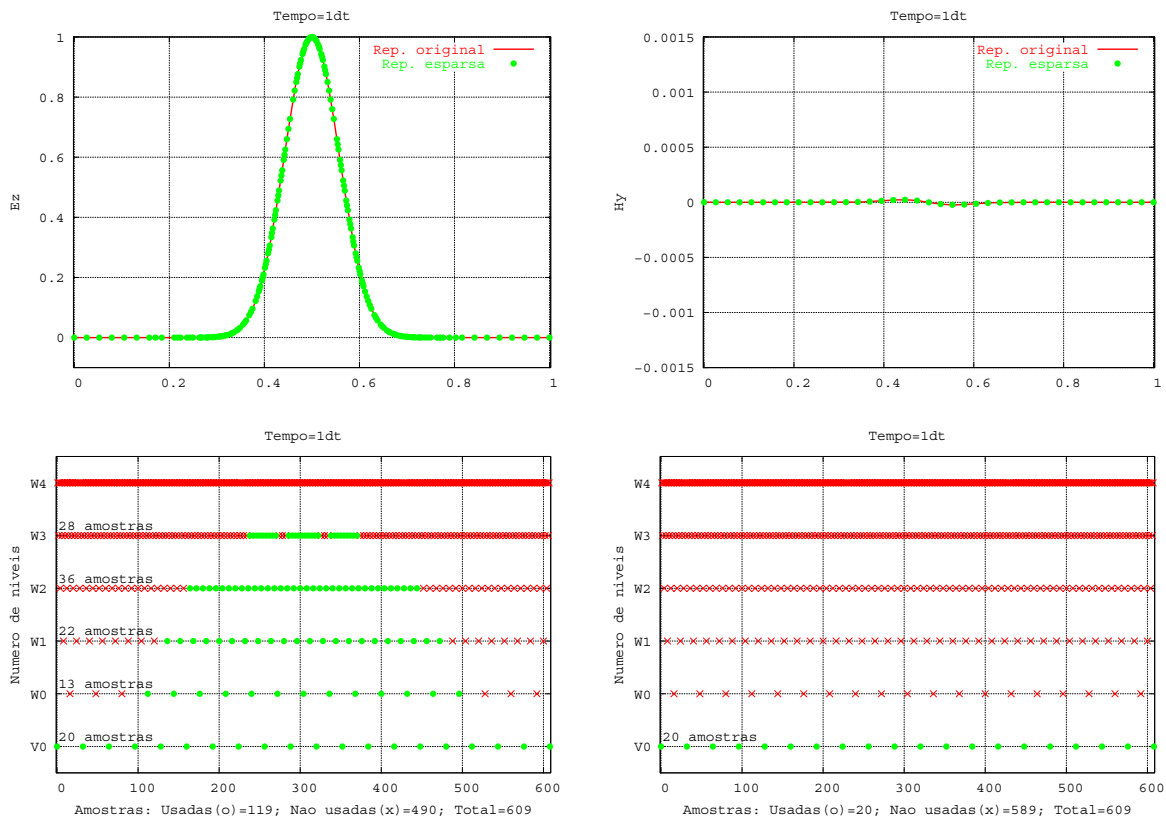 Tempo=1dt
Rep. original
Rep. esparsa
1
0.8
0.6
0.4
0.2
0
Ez
0 0.2 0.4 0.6 0.8 1
Tempo=1dt
Rep. original
Rep. esparsa
0.0015
0.001
0.0005
0
-0.0005
-0.001
-0.0015
Hy
0 0.2 0.4 0.6 0.8 1
Tempo=1dt
Numero de niveis
W4
W3
28 amostras
W2
36 amostras
W1
22 amostras
W0
13 amostras
V0
20 amostras
0 100 200 300 400 500 600
Amostras: Usadas(o)=119; Nao usadas(x)=490; Total=609
Tempo=1dt
Numero de niveis
W4
W3
W2
W1
W0
V0
20 amostras
0 100 200 300 400 500 600
Amostras: Usadas(o)=20; Nao usadas(x)=589; Total=609